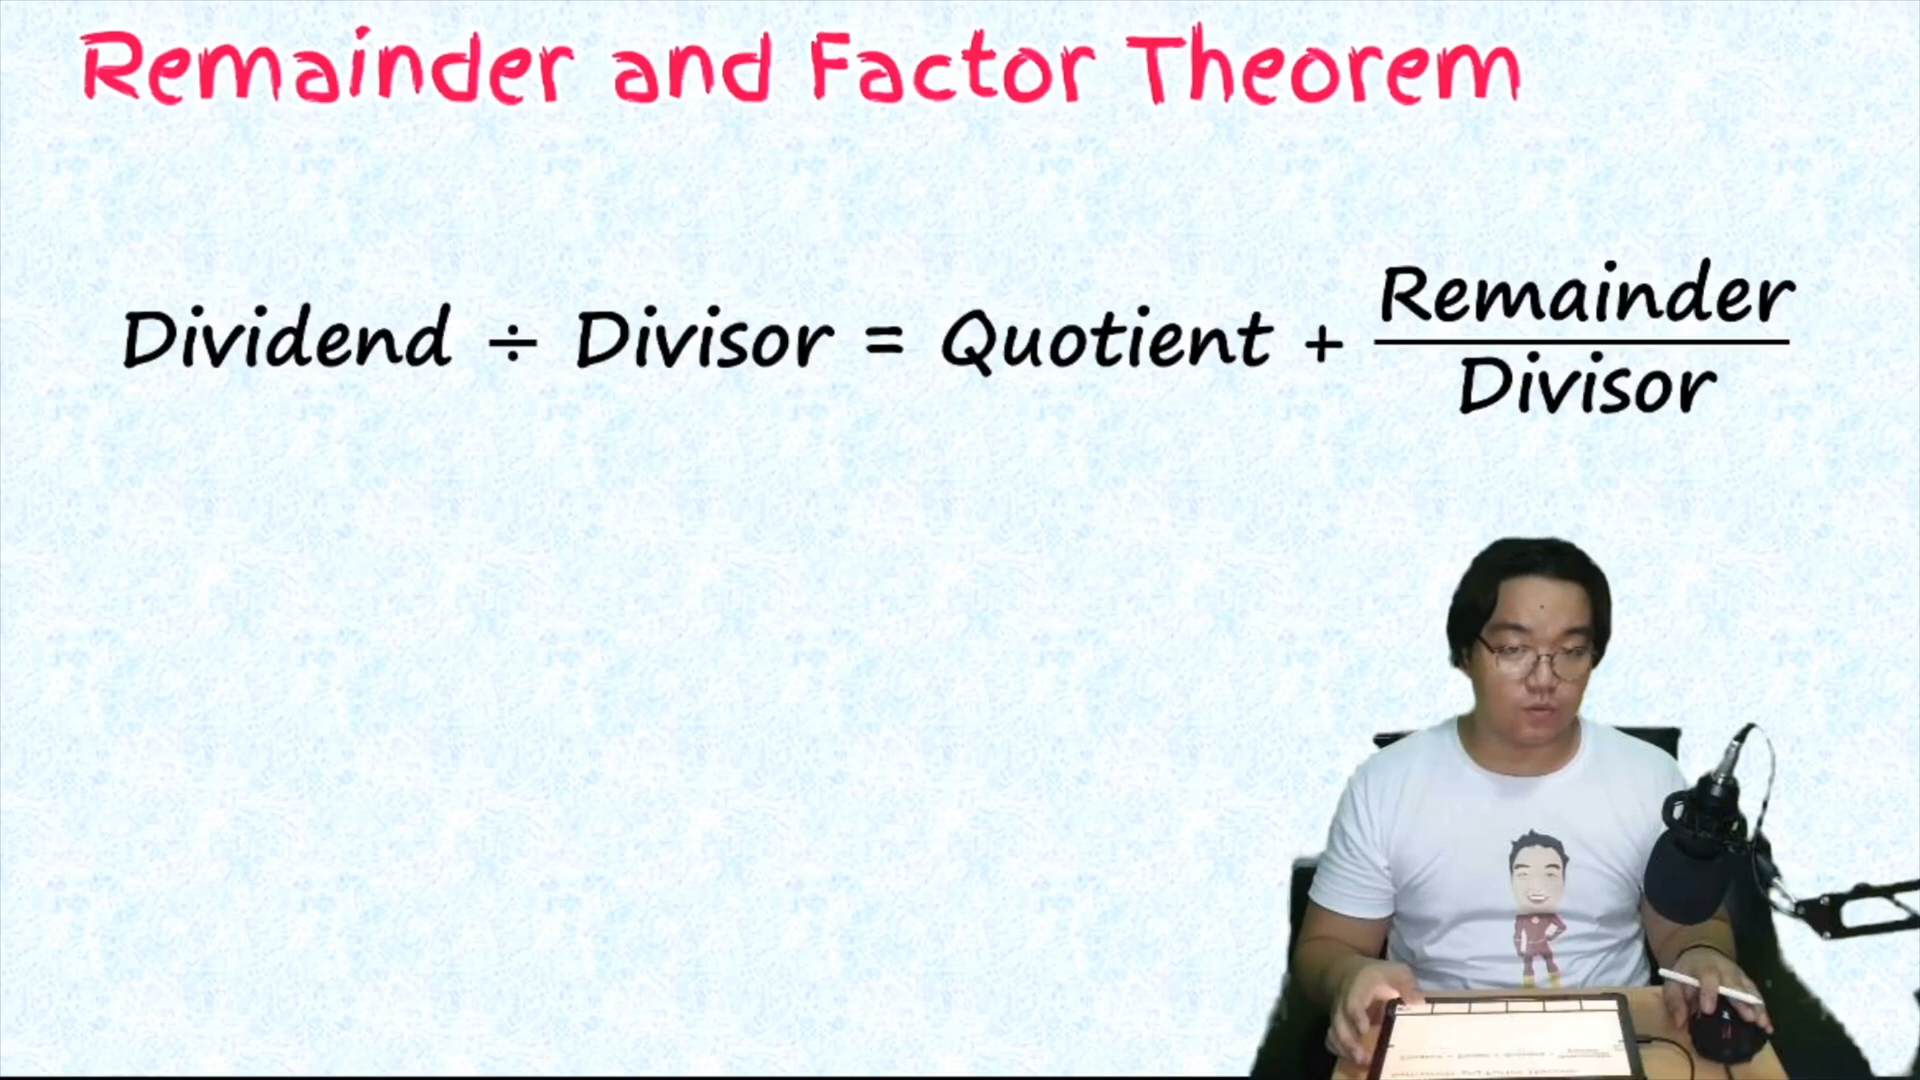 Remainder and Factor Theorem
Dividend ÷ Divisor = Quotient + Remainder
Divisor